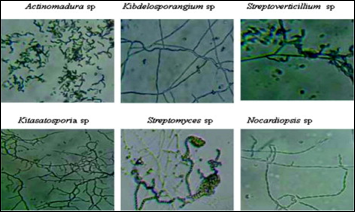 Actinomadura sp Kibdelosporangium sp Streptoverticillium sp
Kitasatosporia sp Streptomyces sp Nocardiopsis sp